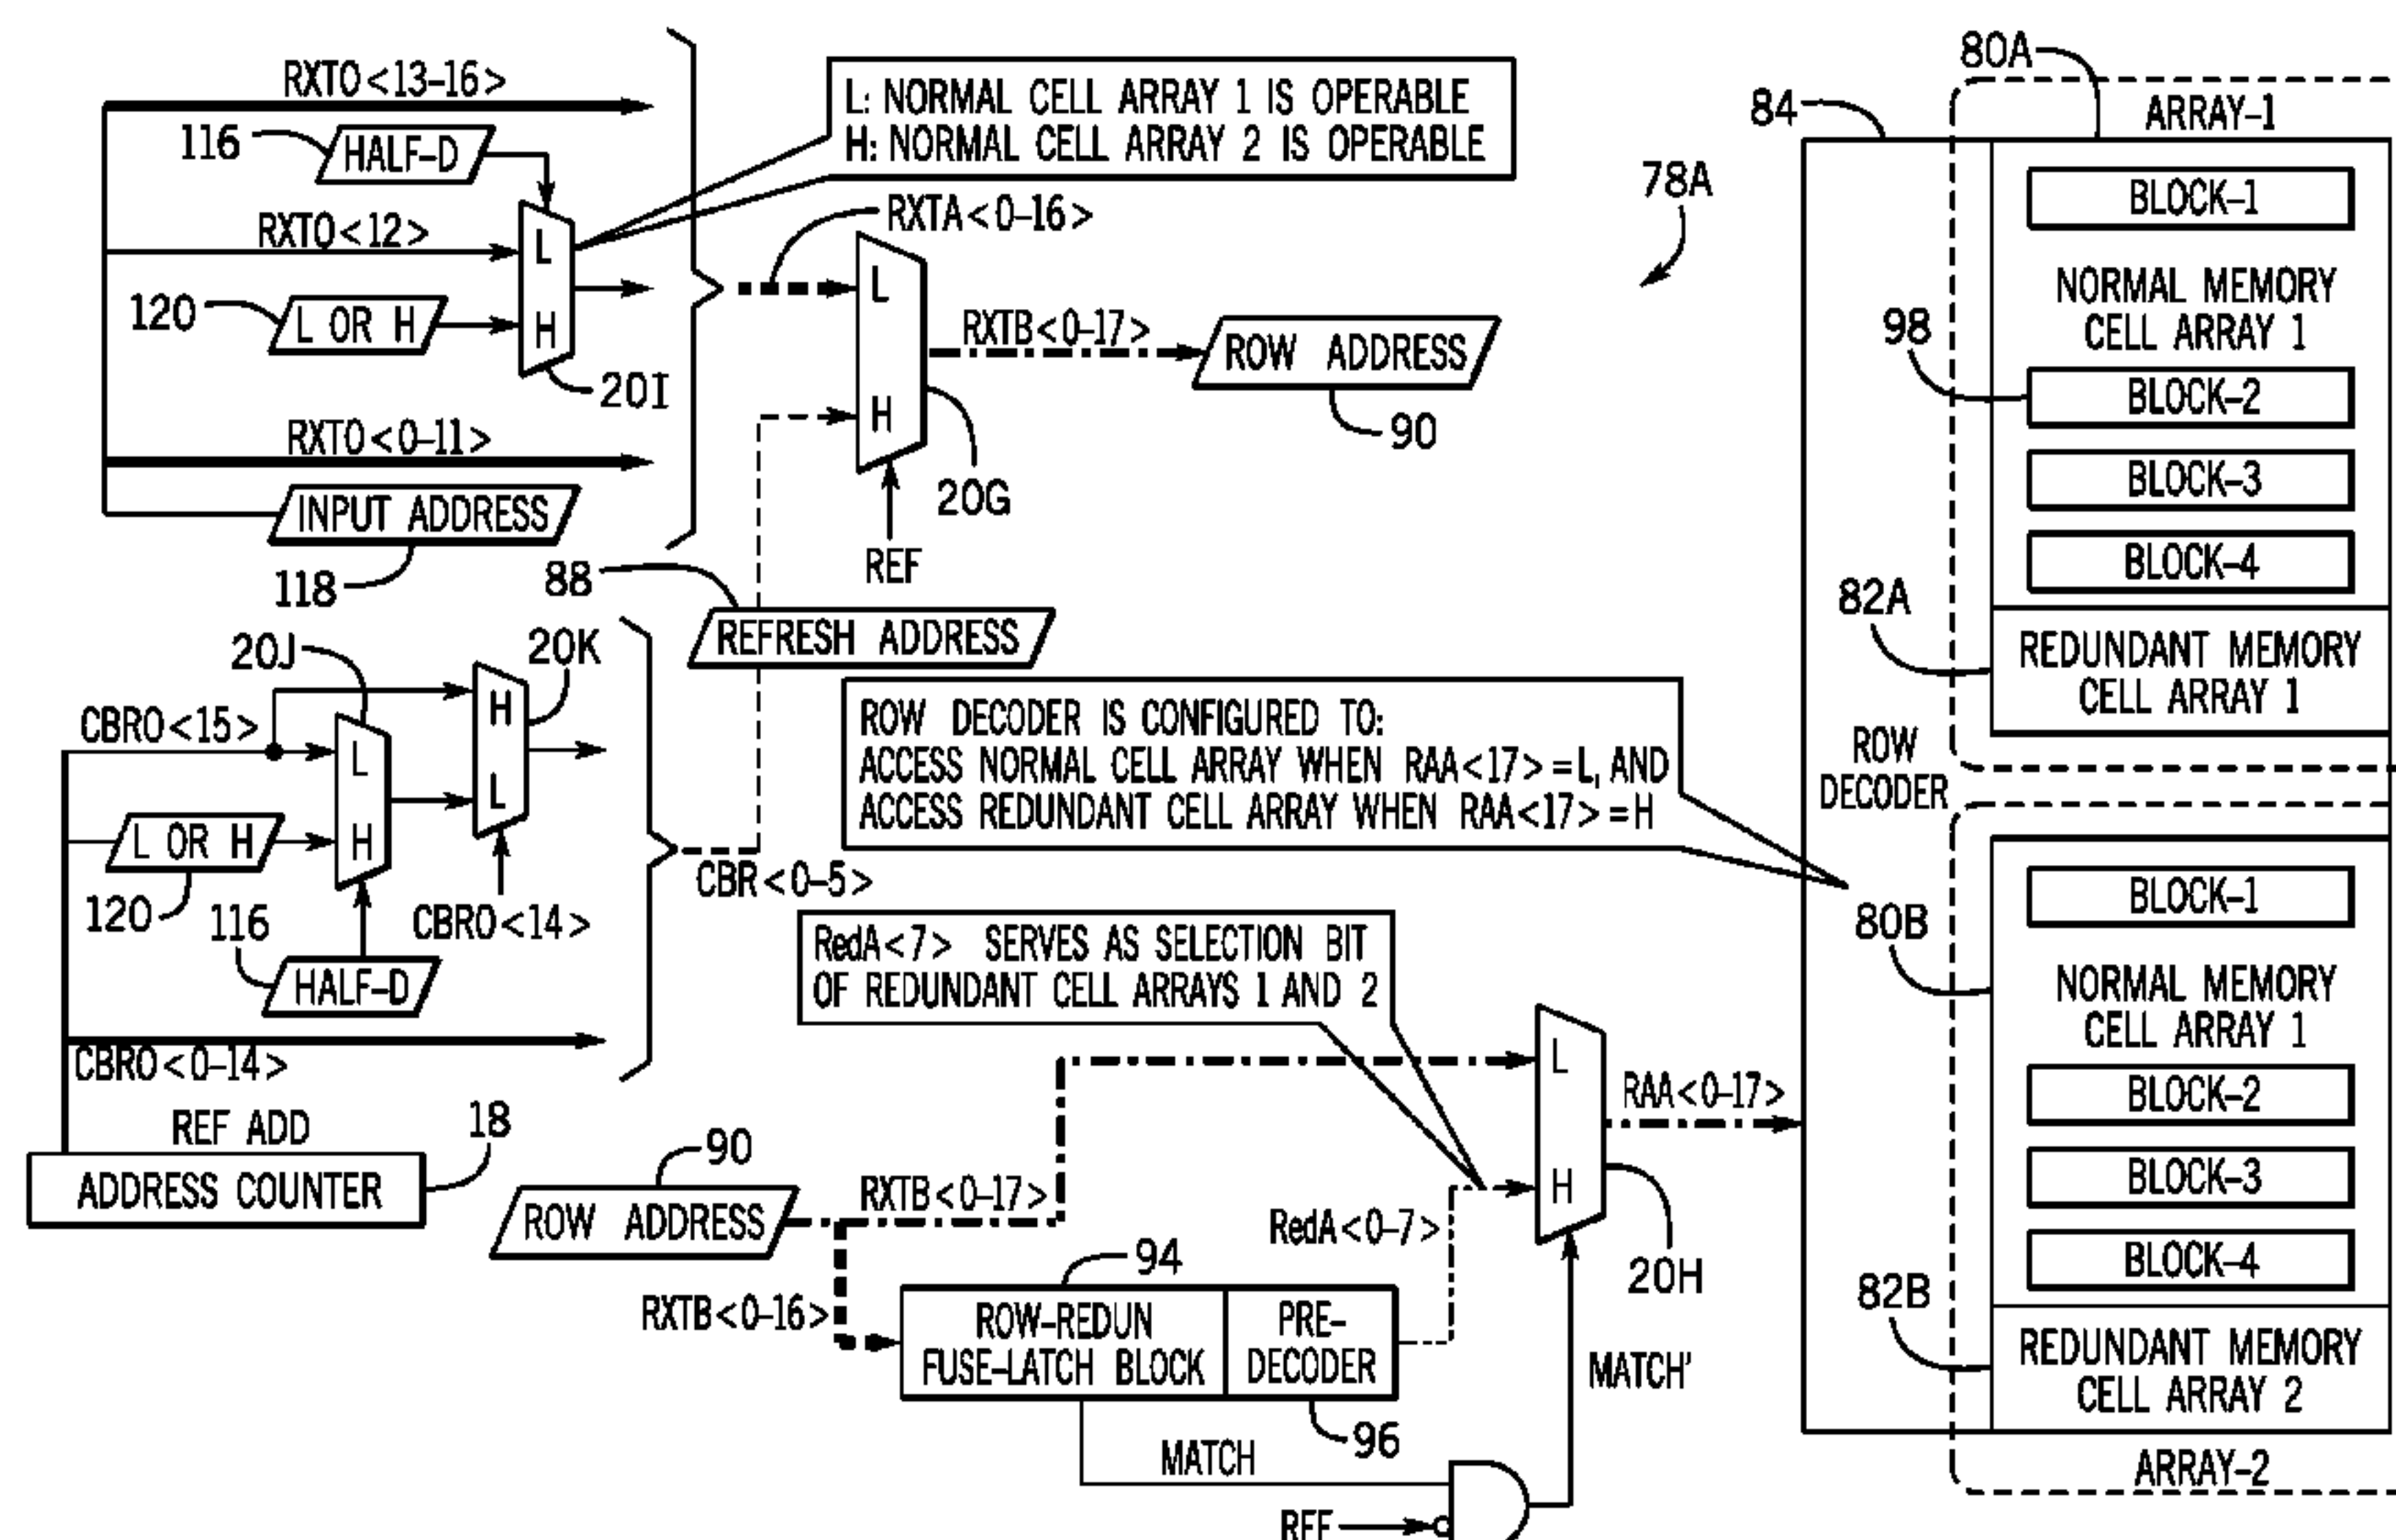 RXTO<13-16>
116
HALF-D
RXTO<12>
L
H
120
L OR H
20I
RXTO<0-11>
INPUT ADDRESS
118
L: NORMAL CELL ARRAY 1 IS OPERABLE
H: NORMAL CELL ARRAY 2 IS OPERABLE
RXTA<0-16>
L
H
RXTB<0-17>
ROW ADDRESS
90
20G
REF
88
REFRESH ADDRESS
78A
20J
20K
CBRO<15>
H
L
L
H
L OR H
120
116
HALF-D
CBRO<14>
CBR<0-5>
CBRO<0-14>
REF ADD
18
ADDRESS COUNTER
ROW DECODER IS CONFIGURED TO:
ACCESS NORMAL CELL ARRAY WHEN RAA<17>=L, AND
ACCESS REDUNDANT CELL ARRAY WHEN RAA<17>=H
RedA<7> SERVES AS SELECTION BIT
OF REDUNDANT CELL ARRAYS 1 AND 2
90
ROW ADDRESS
RXTB<0-17>
RXTB<0-16>
94
ROW-REDUN
FUSE-LATCH BLOCK
PRE-
DECODER
96
RedA<0-7>
L
H
20H
RAA<0-17>
MATCH
MATCH'
REF
84
ROW
DECODER
80A
ARRAY-1
BLOCK-1
NORMAL MEMORY
CELL ARRAY 1
98
BLOCK-2
BLOCK-3
BLOCK-4
82A
REDUNDANT MEMORY
CELL ARRAY 1
80B
BLOCK-1
NORMAL MEMORY
CELL ARRAY 1
BLOCK-2
BLOCK-3
BLOCK-4
82B
REDUNDANT MEMORY
CELL ARRAY 2
ARRAY-2